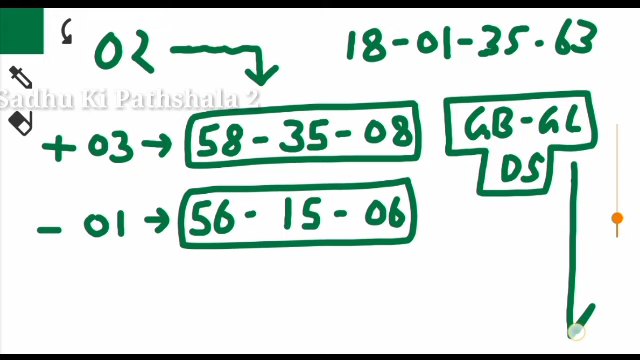 02 18-01-35-63
Sadhu Ki Pathshala 2
+ 03 → 58-35-08 GB-GL
DS
- 01 → 56-15-06